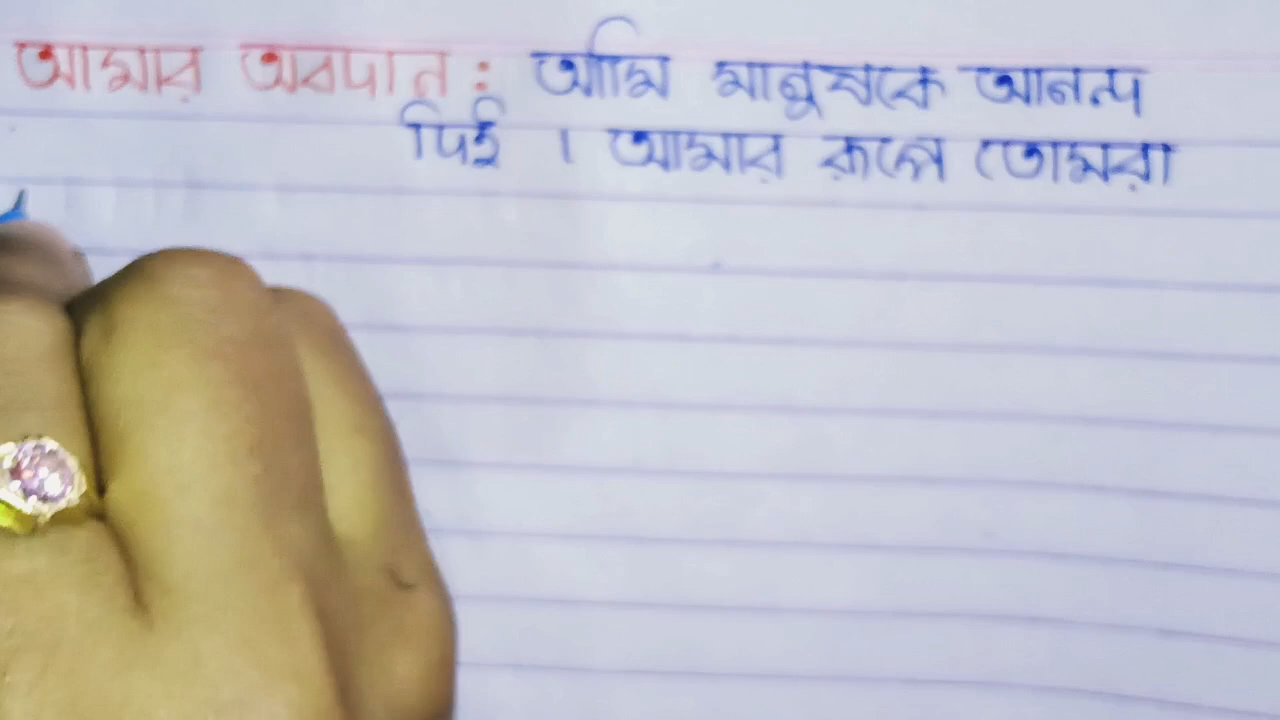 আমার অবদান : আমি মানুষকে আনন্দ
দিই । আমার রূপে তোমরা